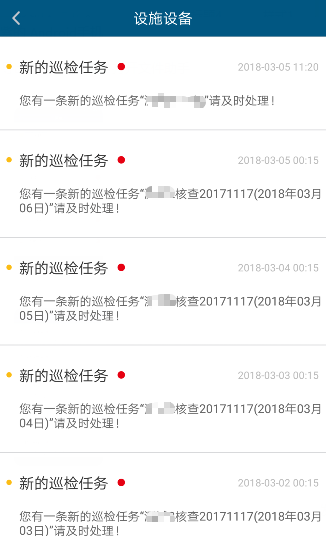 设施设备
新的巡检任务
2018-03-05 11:20
您有一条新的巡检任务“ ”请及时处理！
新的巡检任务
2018-03-05 00:15
您有一条新的巡检任务“ 核查20171117(2018年03月
06日)”请及时处理！
新的巡检任务
2018-03-04 00:15
您有一条新的巡检任务“ 核查20171117(2018年03月
05日)”请及时处理！
新的巡检任务
2018-03-03 00:15
您有一条新的巡检任务“ 核查20171117(2018年03月
04日)”请及时处理！
新的巡检任务
2018-03-02 00:15
您有一条新的巡检任务“ 核查20171117(2018年03月
03日)”请及时处理！